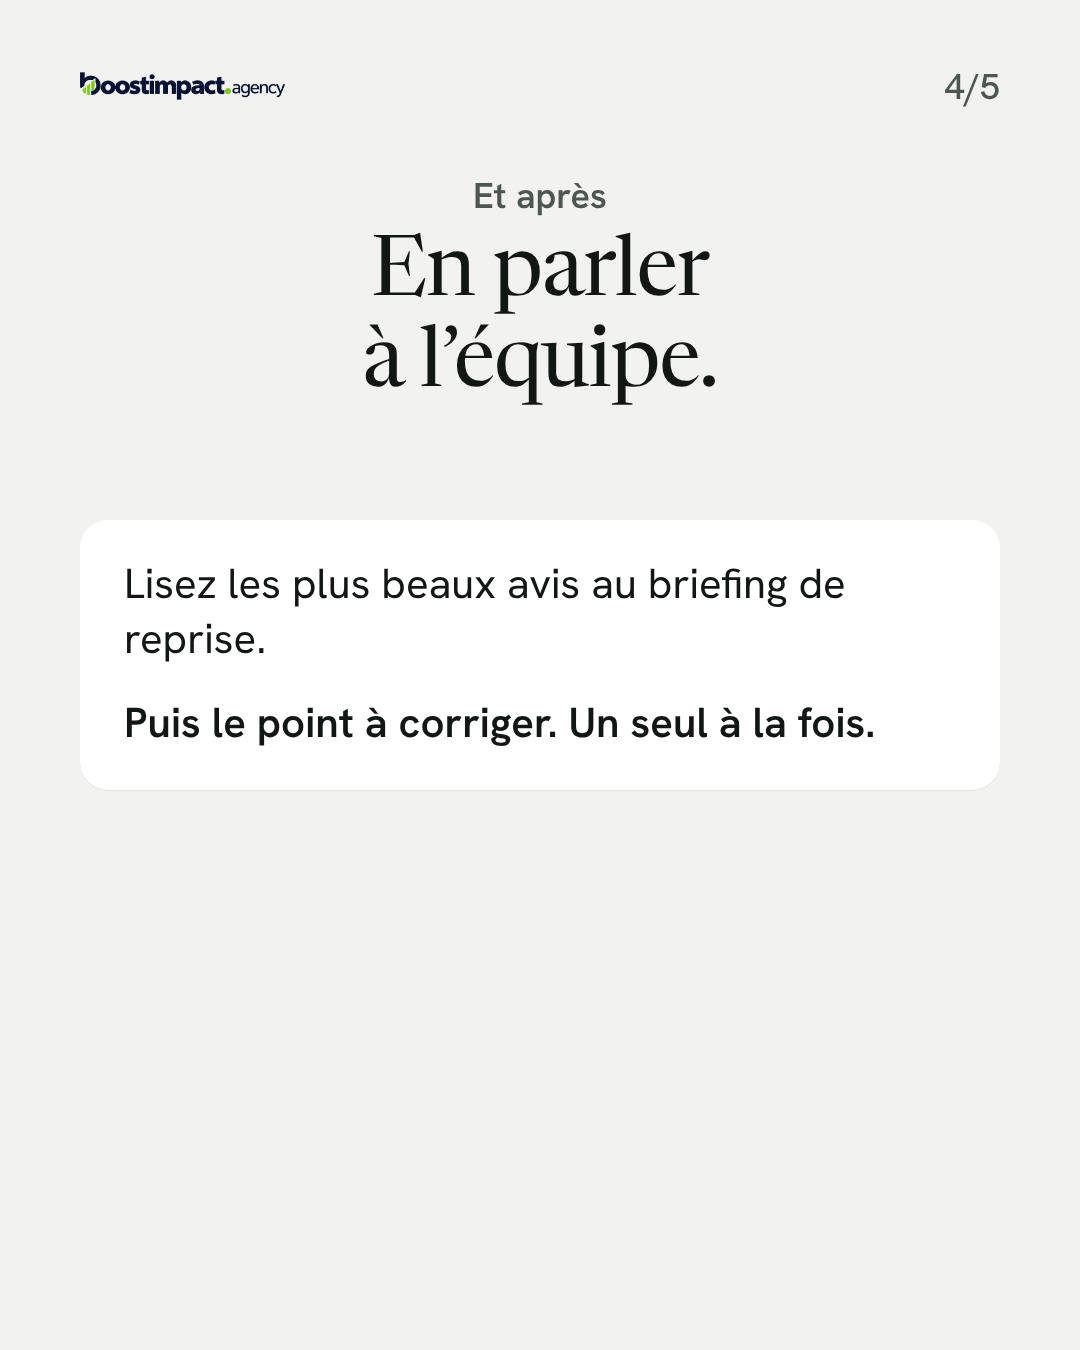 boostimpact.agency
4/5
Et après
En parler
à l’équipe.
Lisez les plus beaux avis au briefing de
reprise.
Puis le point à corriger. Un seul à la fois.